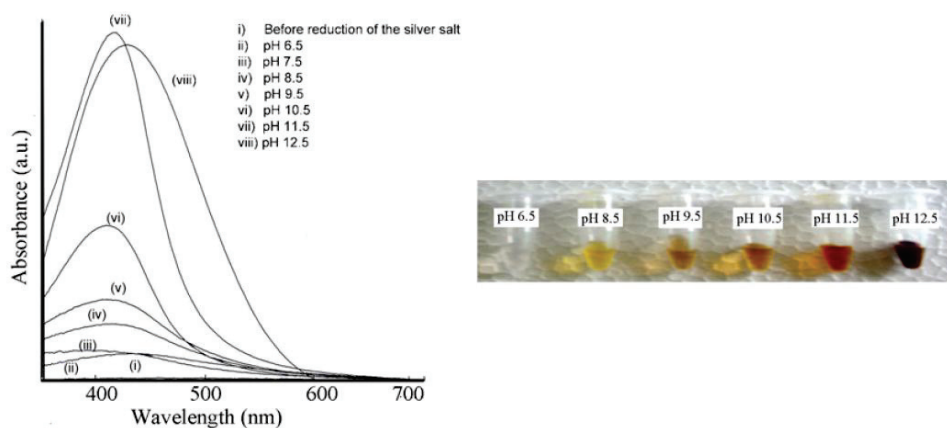 (vii)
(viii)
(vi)
(v)
(iv)
(iii)
(ii)
(i)
i) Before reduction of the silver salt
ii) pH 6.5
iii) pH 7.5
iv) pH 8.5
v) pH 9.5
vi) pH 10.5
vii) pH 11.5
viii) pH 12.5
Absorbance (a.u.)
400 500 600 700
Wavelength (nm)
pH 6.5 pH 8.5 pH 9.5 pH 10.5 pH 11.5 pH 12.5